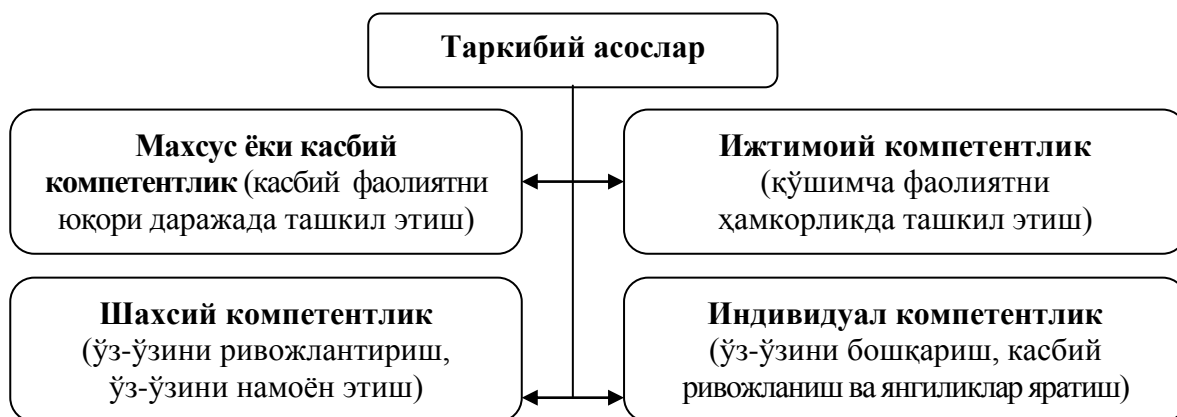 Таркибий асослар
Махсус ёки касбий
компетентлик (касбий фаолиятни
юқори даражада ташкил этиш)
Ижтимоий компетентлик
(қўшимча фаолиятни
ҳамкорликда ташкил этиш)
Шахсий компетентлик
(ўз-ўзини ривожлантириш,
ўз-ўзини намоён этиш)
Индивидуал компетентлик
(ўз-ўзини бошқариш, касбий
ривожланиш ва янгиликлар яратиш)